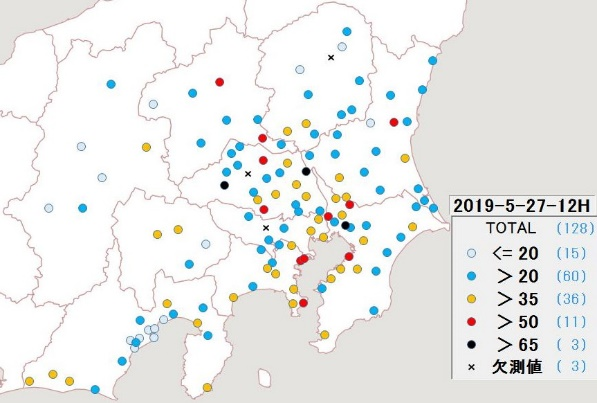 2019-5-27-12H
TOTAL (128)
<= 20 (15)
> 20 (60)
> 35 (36)
> 50 (11)
> 65 (3)
× 欠測値 (3)